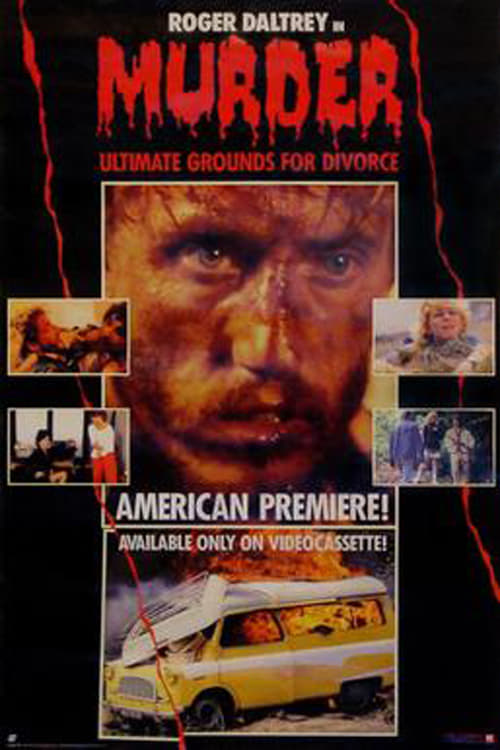 ROGER DALTREY IN
MURDER
ULTIMATE GROUNDS FOR DIVORCE
AMERICAN PREMIERE!
AVAILABLE ONLY ON VIDEOCASSETTE!